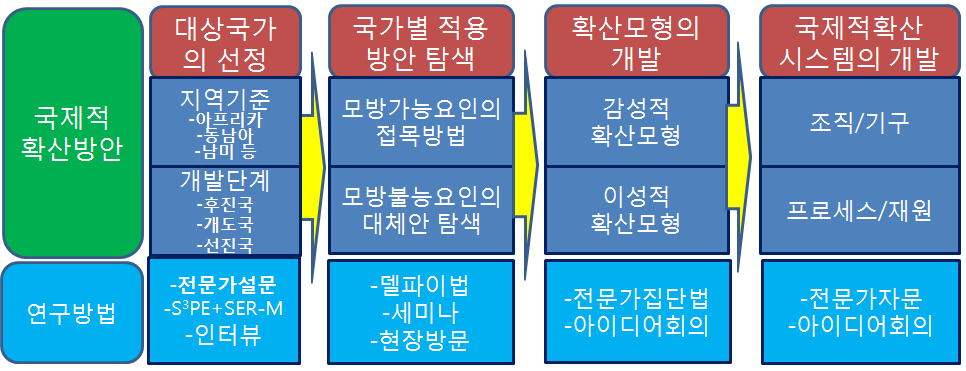 국제적
확산방안
대상국가
의 선정
지역기준
-아프리카
-동남아
-남미 등
개발단계
-후진국
-개도국
-선진국
국가별 적용
방안 탐색
모방가능요인의
접목방법
모방불능요인의
대체안 탐색
확산모형의
개발
감성적
확산모형
이성적
확산모형
국제적확산
시스템의 개발
조직/기구
프로세스/재원
연구방법
-전문가설문
-S³PE+SER-M
-인터뷰
-델파이법
-세미나
-현장방문
-전문가집단법
-아이디어회의
-전문가자문
-아이디어회의